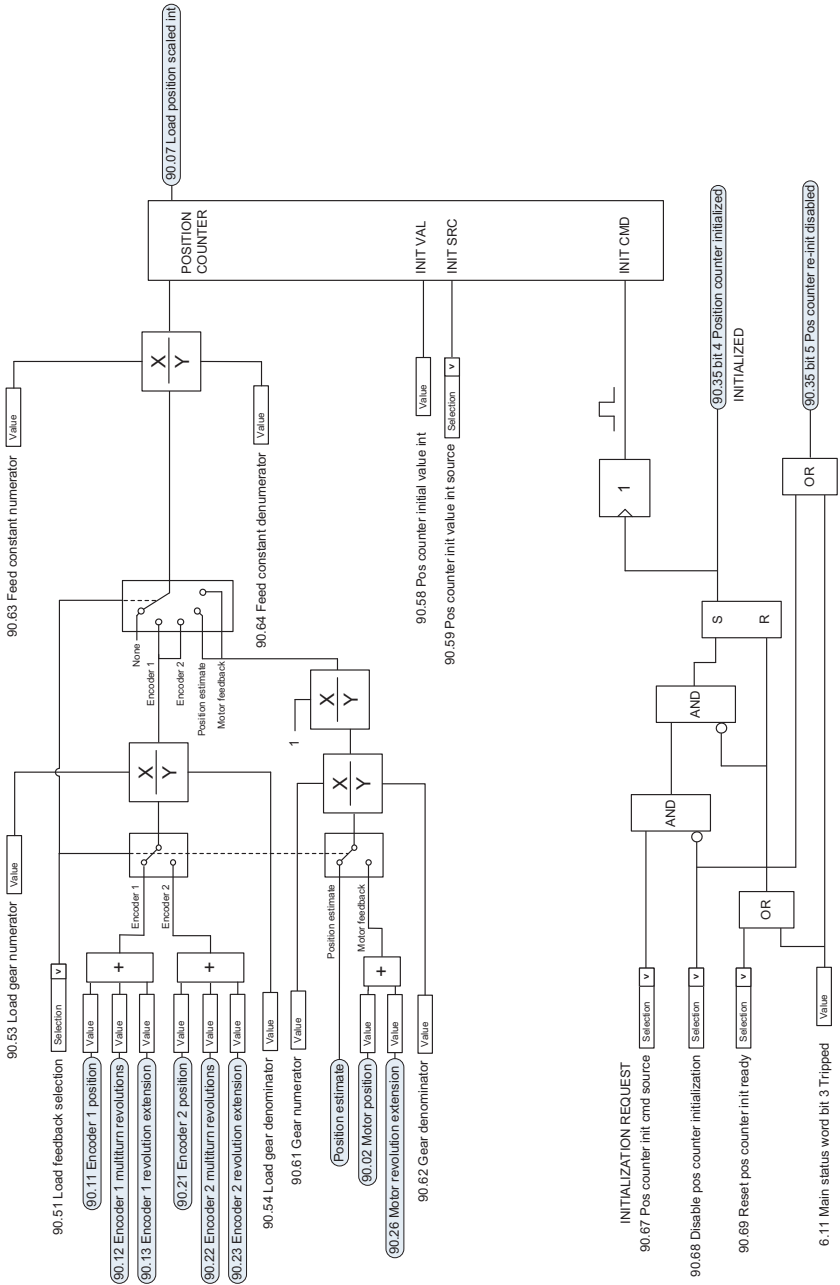 90.53 Load gear numerator
Value
90.51 Load feedback selection
Selection
v
90.11 Encoder 1 position
Value
90.12 Encoder 1 multiturn revolutions
Value
90.13 Encoder 1 revolution extension
Value
+
90.21 Encoder 2 position
Value
90.22 Encoder 2 multiturn revolutions
Value
90.23 Encoder 2 revolution extension
Value
+
Encoder 1
Encoder 2
X
Y
90.54 Load gear denominator
Value
90.61 Gear numerator
Value
Position estimate
90.02 Motor position
Value
90.26 Motor revolution extension
Value
+
Position estimate
Motor feedback
90.62 Gear denominator
Value
X
Y
1
X
Y
None
Encoder 1
Encoder 2
Position estimate
Motor feedback
90.63 Feed constant numerator
Value
X
Y
90.64 Feed constant denumerator
Value
POSITION
COUNTER
90.07 Load position scaled int
90.58 Pos counter initial value int
Value
INIT VAL
90.59 Pos counter init value int source
Selection
v
INIT SRC
INIT CMD
1
INITIALIZATION REQUEST
90.67 Pos counter init cmd source
Selection
v
90.68 Disable pos counter initialization
Selection
v
90.69 Reset pos counter init ready
Selection
v
6.11 Main status word bit 3 Tripped
Value
AND
AND
OR
S
R
90.35 bit 4 Position counter initialized
INITIALIZED
OR
90.35 bit 5 Pos counter re-init disabled